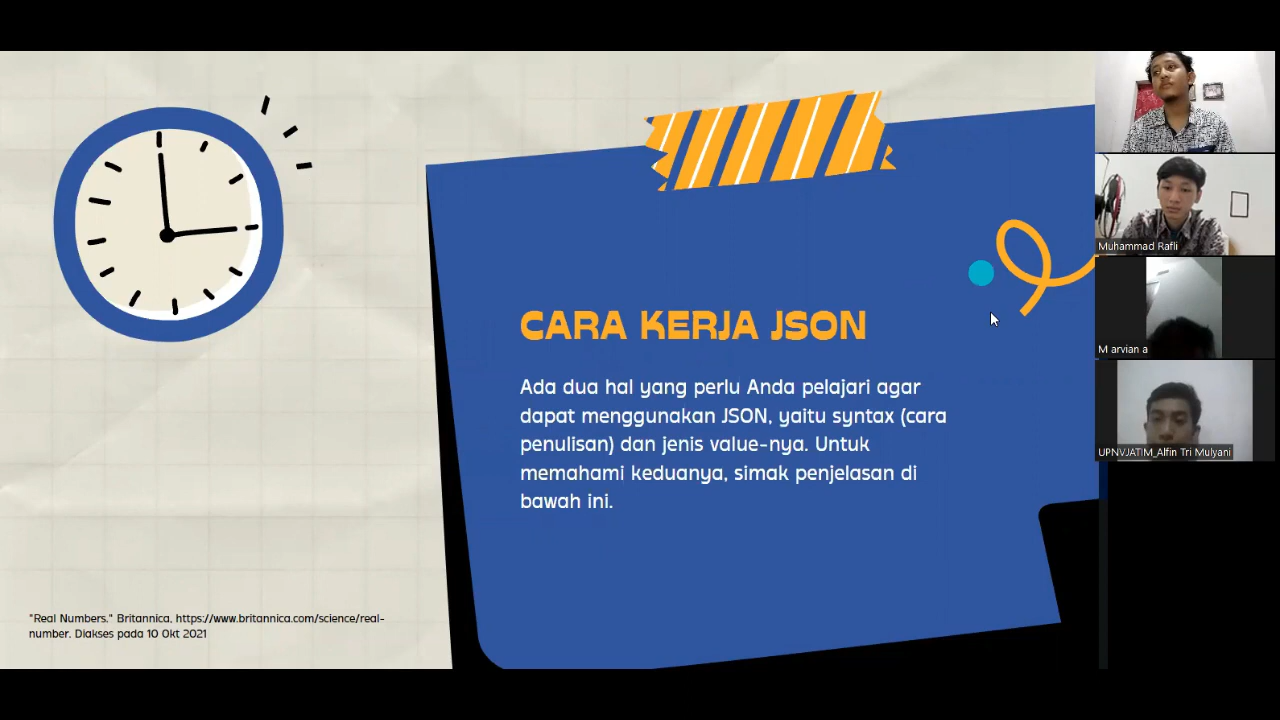 CARA KERJA JSON
Ada dua hal yang perlu Anda pelajari agar
dapat menggunakan JSON, yaitu syntax (cara
penulisan) dan jenis value-nya. Untuk
memahami keduanya, simak penjelasan di
bawah ini.
"Real Numbers." Britannica, https://www.britannica.com/science/real-
number. Diakses pada 10 Okt 2021
Muhammad Rafli
M arvian a
UPNVJATIM_Alfin Tri Mulyani